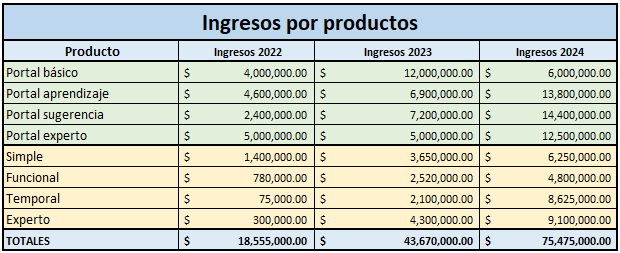 Ingresos por productos
Producto Ingresos 2022 Ingresos 2023 Ingresos 2024
Portal básico $ 4,000,000.00 $ 12,000,000.00 $ 6,000,000.00
Portal aprendizaje $ 4,600,000.00 $ 6,900,000.00 $ 13,800,000.00
Portal sugerencia $ 2,400,000.00 $ 7,200,000.00 $ 14,400,000.00
Portal experto $ 5,000,000.00 $ 5,000,000.00 $ 12,500,000.00
Simple $ 1,400,000.00 $ 3,650,000.00 $ 6,250,000.00
Funcional $ 780,000.00 $ 2,520,000.00 $ 4,800,000.00
Temporal $ 75,000.00 $ 2,100,000.00 $ 8,625,000.00
Experto $ 300,000.00 $ 4,300,000.00 $ 9,100,000.00
TOTALES $ 18,555,000.00 $ 43,670,000.00 $ 75,475,000.00